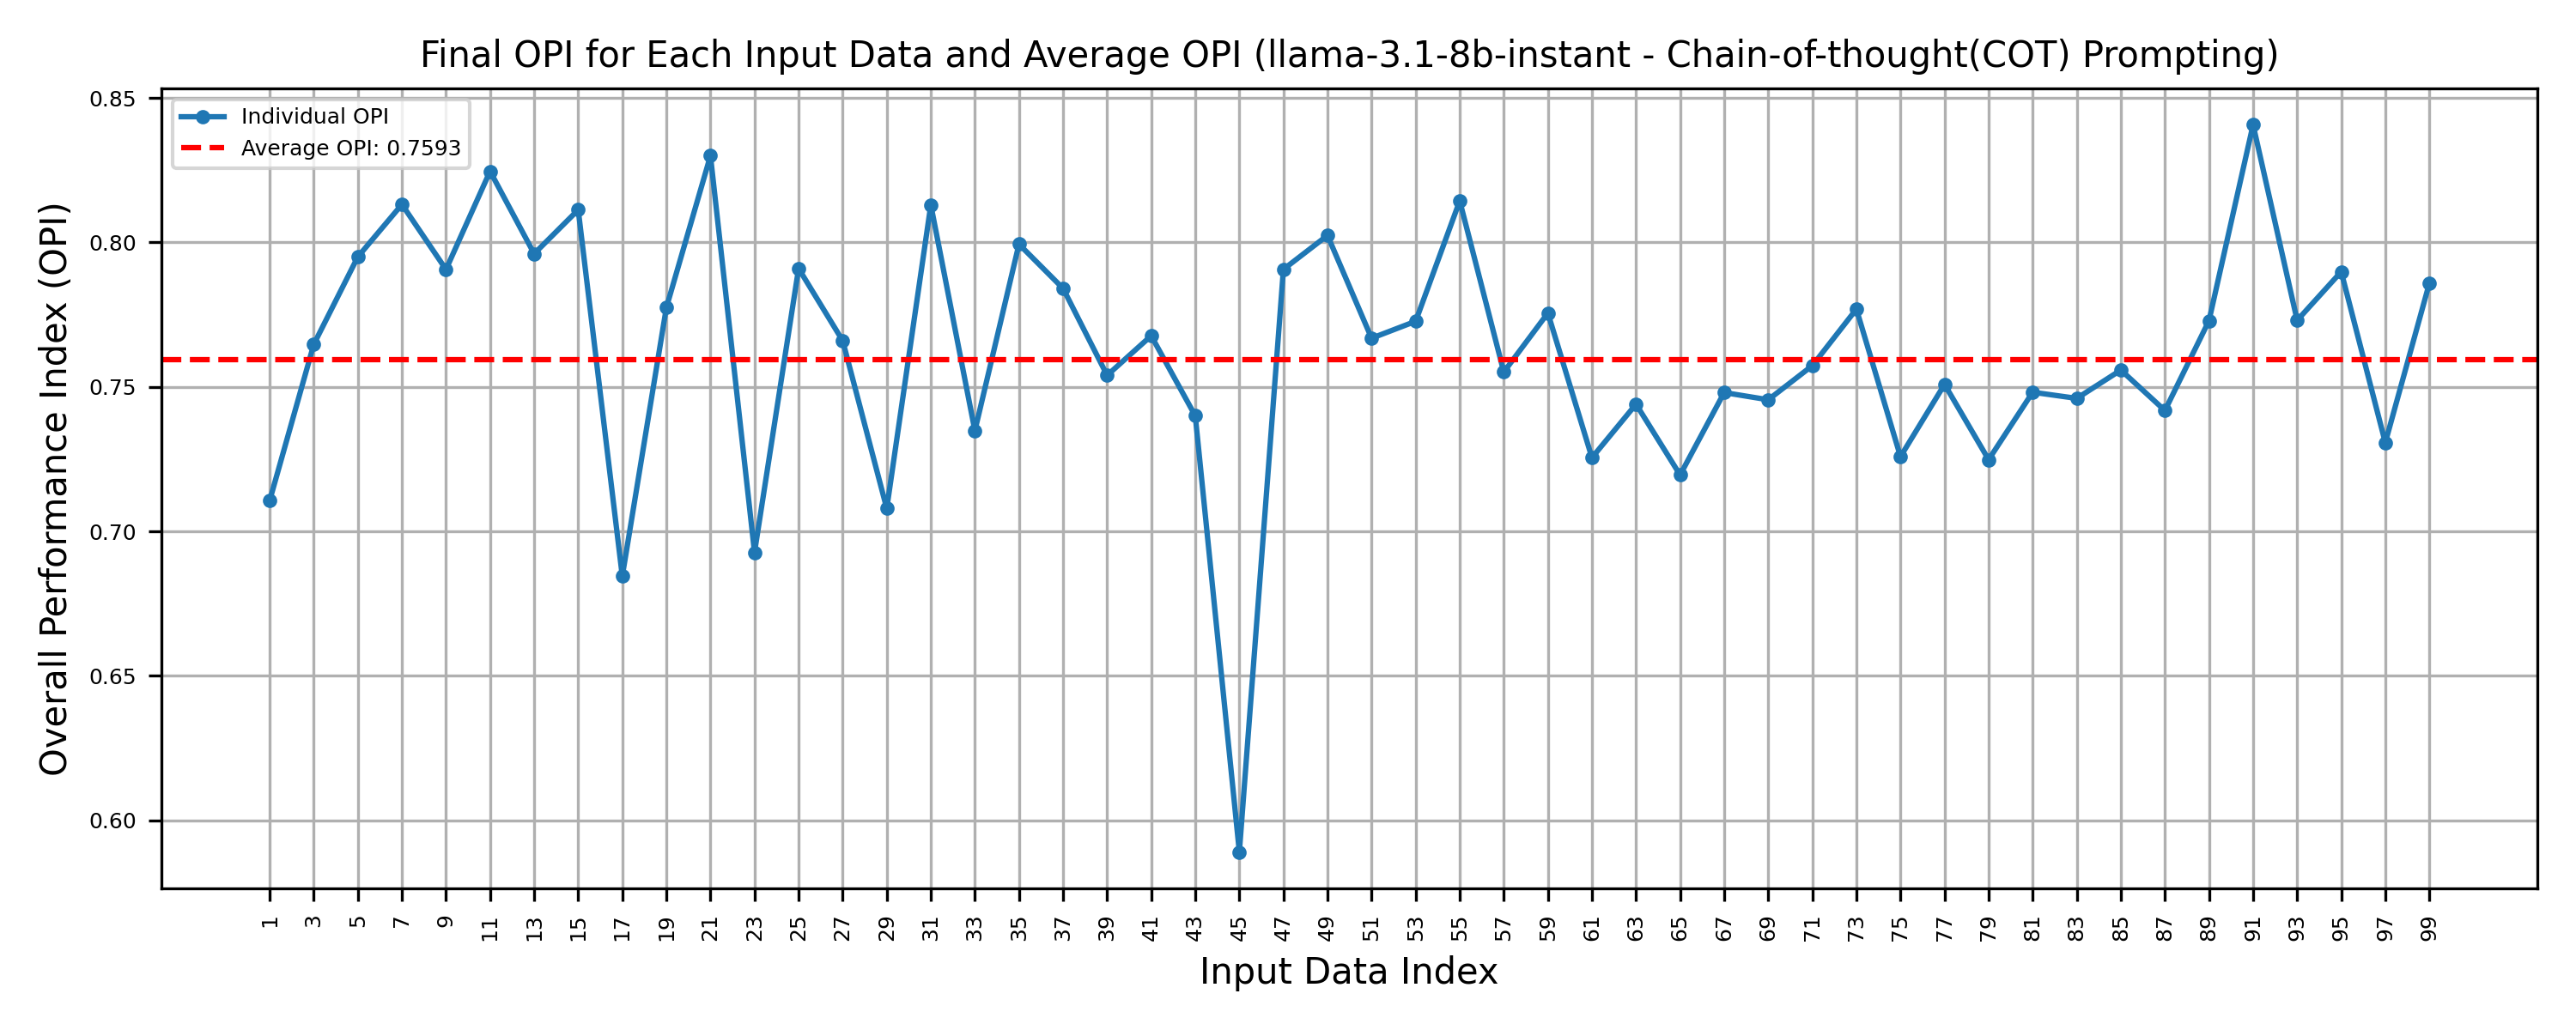 Final OPI for Each Input Data and Average OPI (llama-3.1-8b-instant - Chain-of-thought(COT) Prompting)
Individual OPI
Average OPI: 0.7593
Overall Performance Index (OPI)
0.85
0.80
0.75
0.70
0.65
0.60
1 3 5 7 9 11 13 15 17 19 21 23 25 27 29 31 33 35 37 39 41 43 45 47 49 51 53 55 57 59 61 63 65 67 69 71 73 75 77 79 81 83 85 87 89 91 93 95 97 99
Input Data Index